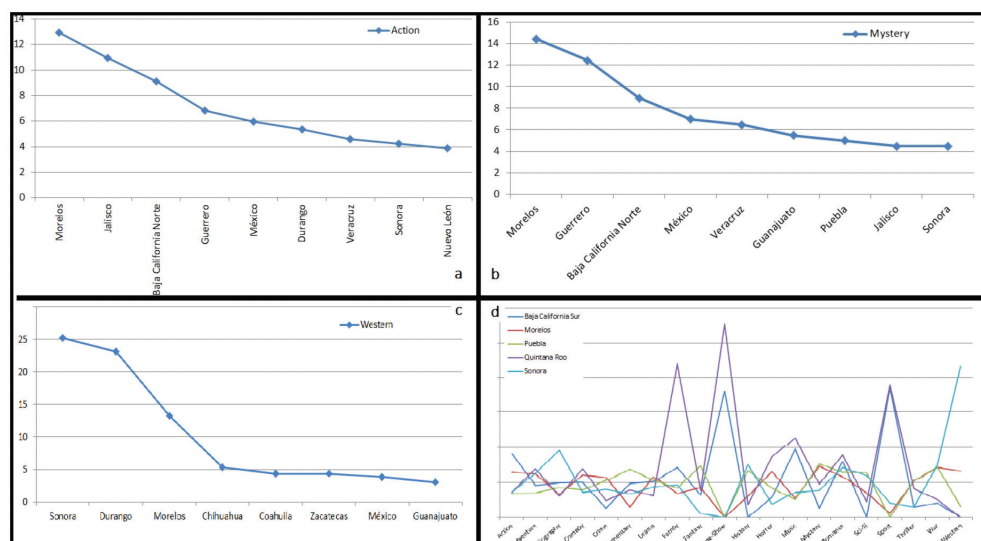 14
12
10
8
6
4
2
0
Action
Morelos
Jalisco
Baja California Norte
Guerrero
México
Durango
Veracruz
Sonora
Nuevo León
a
16
14
12
10
8
6
4
2
0
Mystery
Morelos
Guerrero
Baja California Norte
México
Veracruz
Guanajuato
Puebla
Jalisco
Sonora
b
c
25
20
15
10
5
0
Western
Sonora
Durango
Morelos
Chihuahua
Coahuila
Zacatecas
México
Guanajuato
d
Baja California Sur
Morelos
Puebla
Quintana Roo
Sonora
Action
Comedy
Crime
Drama
Family
Fantasy
History
Horror
Music
Mystery
Romance
Sci-Fi
Sport
Thriller
War
Western